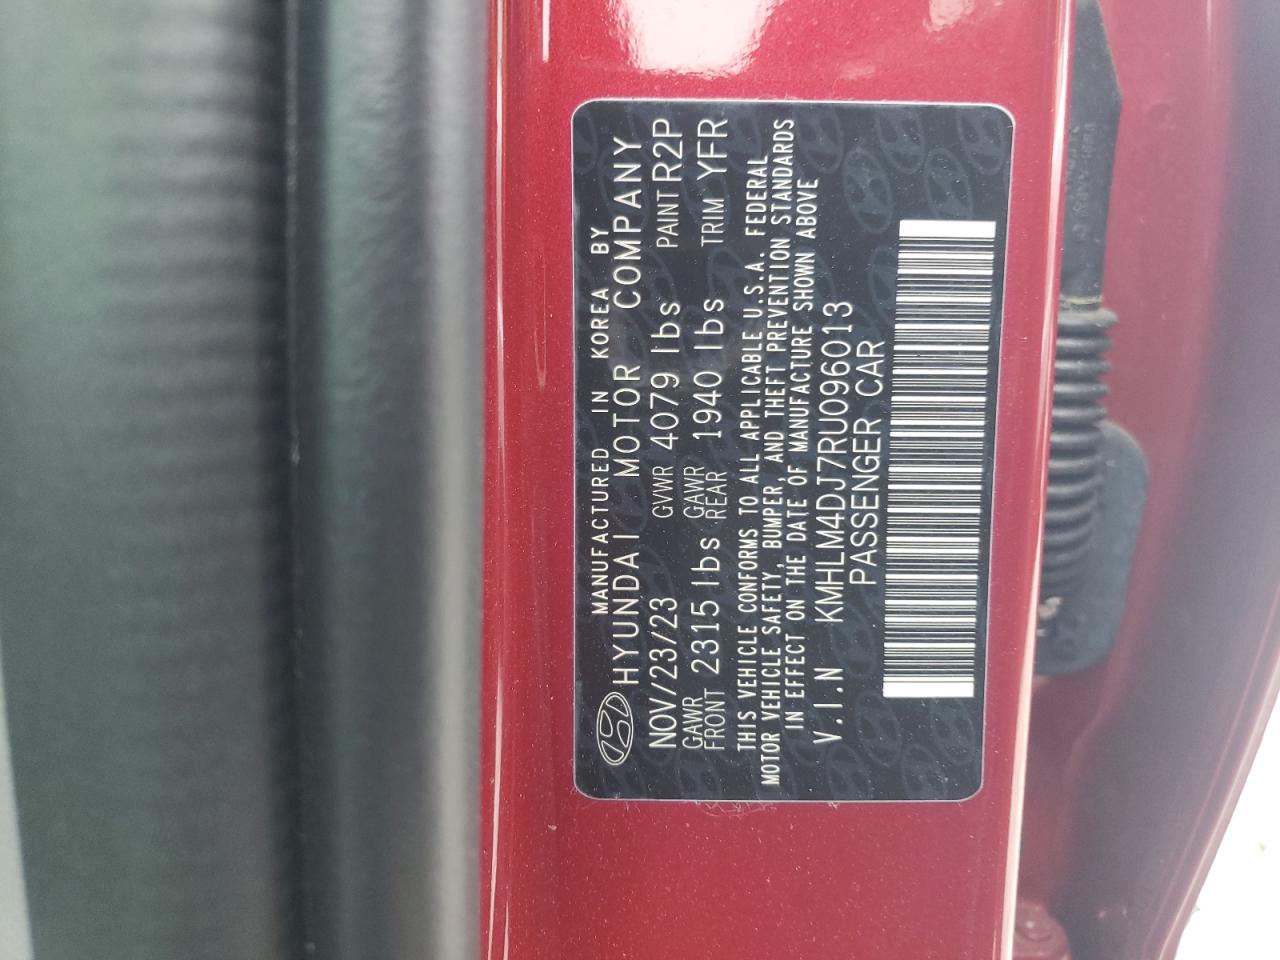 MANUFACTURED IN KOREA BY
HYUNDAI MOTOR COMPANY
NOV/23/23 GVWR 4079 lbs PAINT R2P
GAWR FRONT 2315 lbs GAWR REAR 1940 lbs TRIM YFR
THIS VEHICLE CONFORMS TO ALL APPLICABLE U.S.A. FEDERAL
MOTOR VEHICLE SAFETY, BUMPER, AND THEFT PREVENTION STANDARDS
IN EFFECT ON THE DATE OF MANUFACTURE SHOWN ABOVE
V.I.N KMHLM4DJ7RU096013
PASSENGER CAR